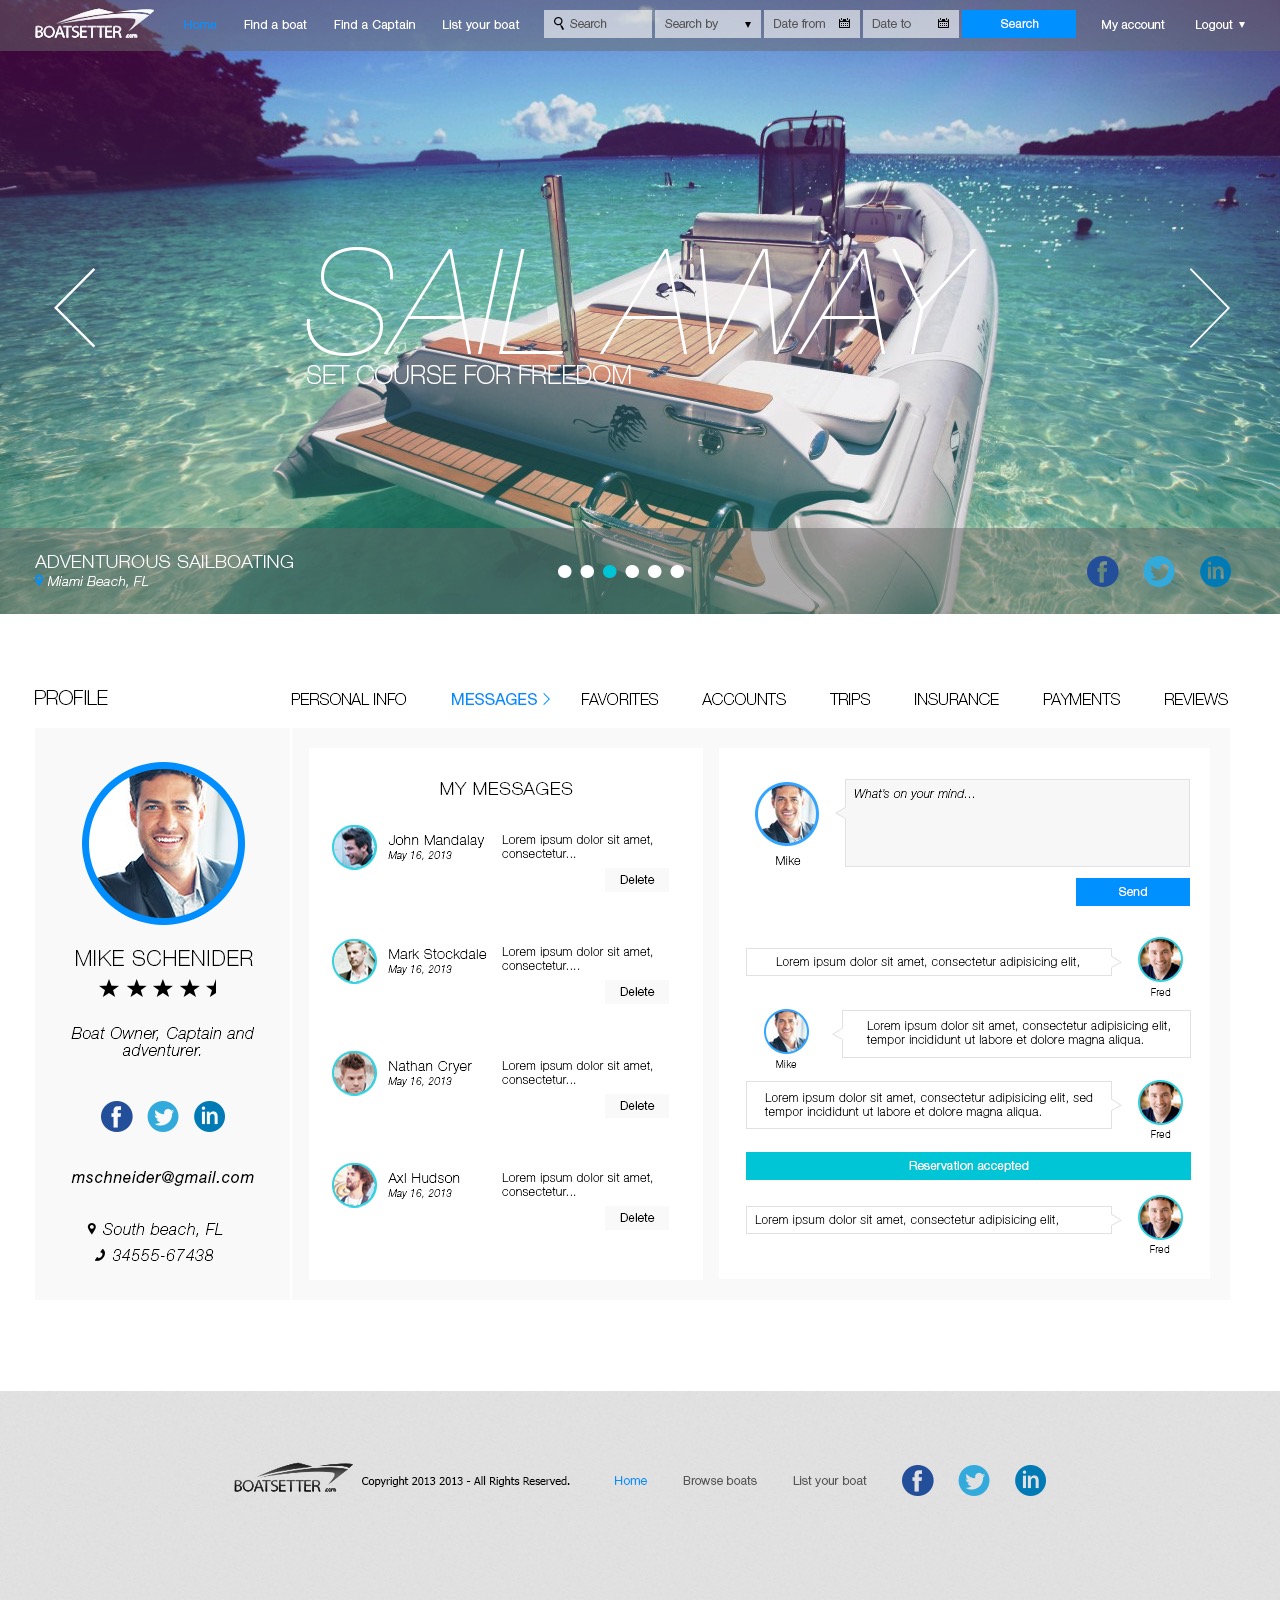 BOATSETTER.com
Home
Find a boat
Find a Captain
List your boat
Search
Search by
Date from
Date to
Search
My account
Logout
SAIL AWAY
SET COURSE FOR FREEDOM
ADVENTUROUS SAILBOATING
Miami Beach, FL
PROFILE
PERSONAL INFO
MESSAGES
FAVORITES
ACCOUNTS
TRIPS
INSURANCE
PAYMENTS
REVIEWS
MIKE SCHENIDER
Boat Owner, Captain and
adventurer.
mschneider@gmail.com
South beach, FL
34555-67438
MY MESSAGES
John Mandalay
May 16, 2013
Lorem ipsum dolor sit amet,
consectetur...
Delete
Mark Stockdale
May 16, 2013
Lorem ipsum dolor sit amet,
consectetur....
Delete
Nathan Cryer
May 16, 2013
Lorem ipsum dolor sit amet,
consectetur...
Delete
Axl Hudson
May 16, 2013
Lorem ipsum dolor sit amet,
consectetur...
Delete
Mike
What's on your mind...
Send
Lorem ipsum dolor sit amet, consectetur adipisicing elit,
Fred
Mike
Lorem ipsum dolor sit amet, consectetur adipisicing elit,
tempor incididunt ut labore et dolore magna aliqua.
Lorem ipsum dolor sit amet, consectetur adipisicing elit, sed
tempor incididunt ut labore et dolore magna aliqua.
Fred
Reservation accepted
Lorem ipsum dolor sit amet, consectetur adipisicing elit,
Fred
BOATSETTER.com
Copyright 2013 2013 - All Rights Reserved.
Home
Browse boats
List your boat